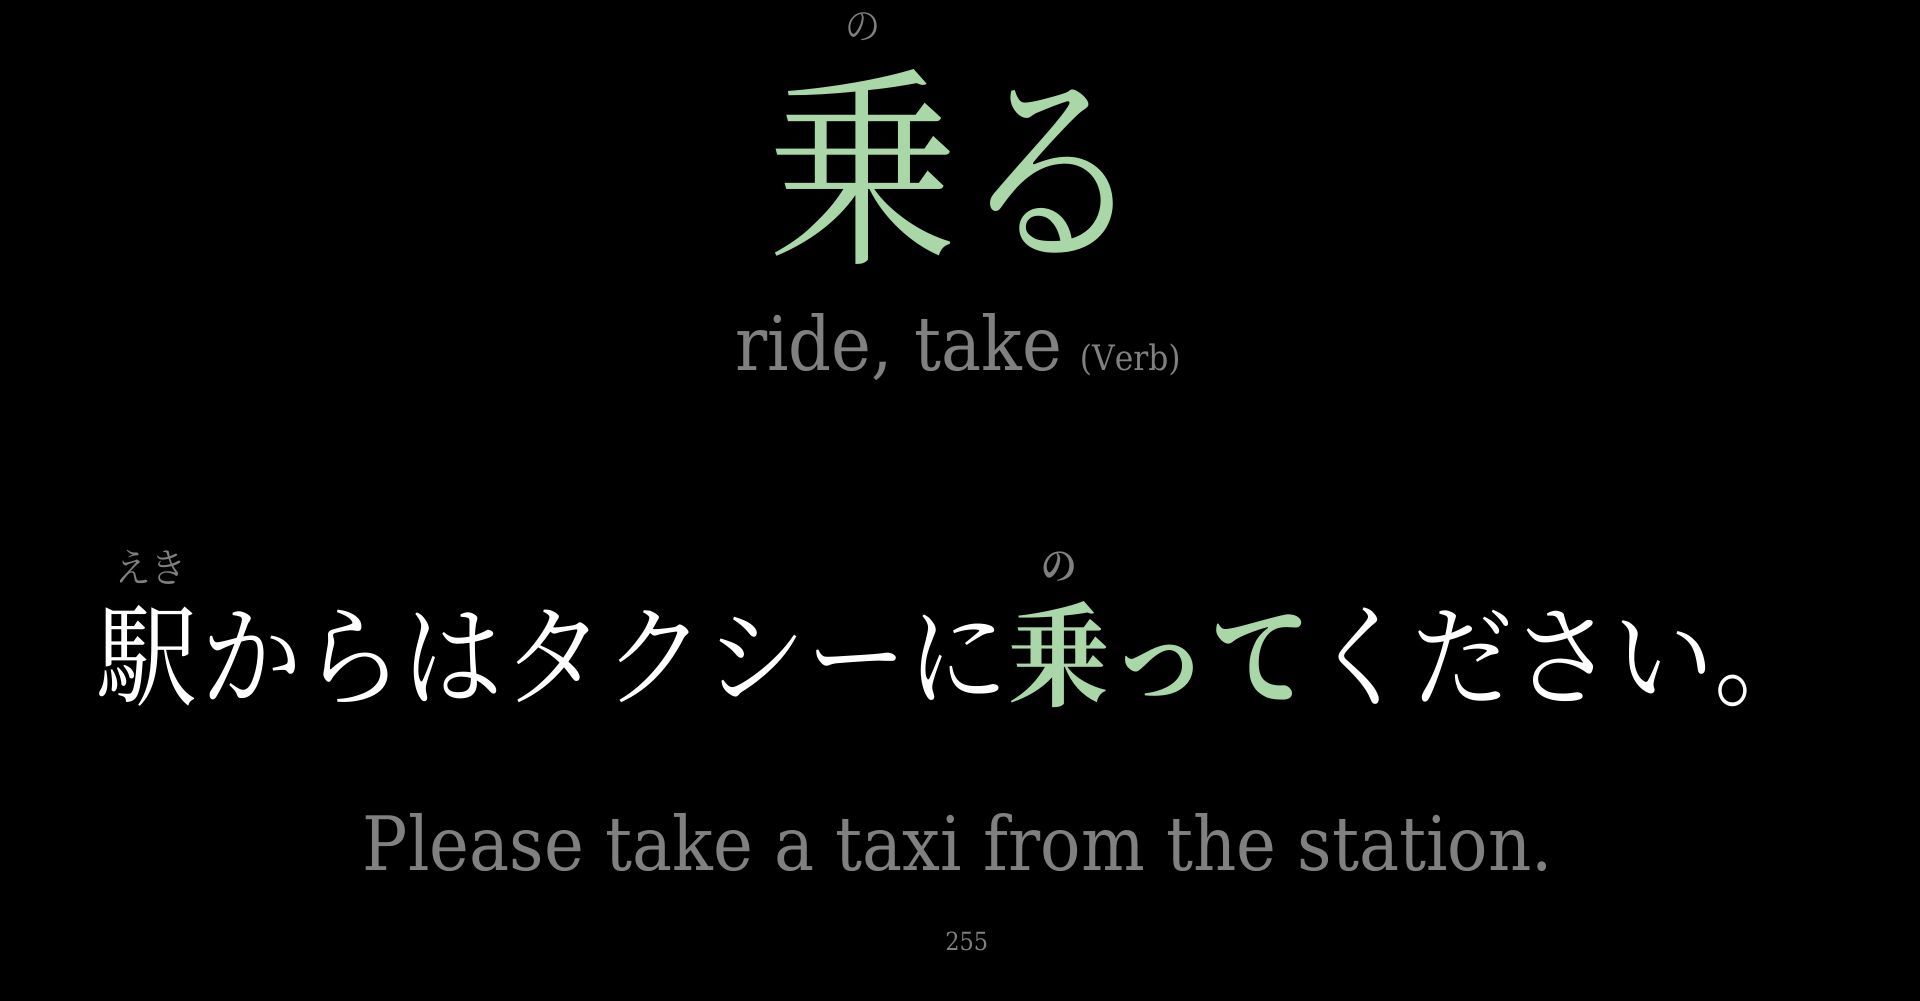 の
乗る
ride, take (Verb)
えき の
駅からはタクシーに乗ってください。
Please take a taxi from the station.
255